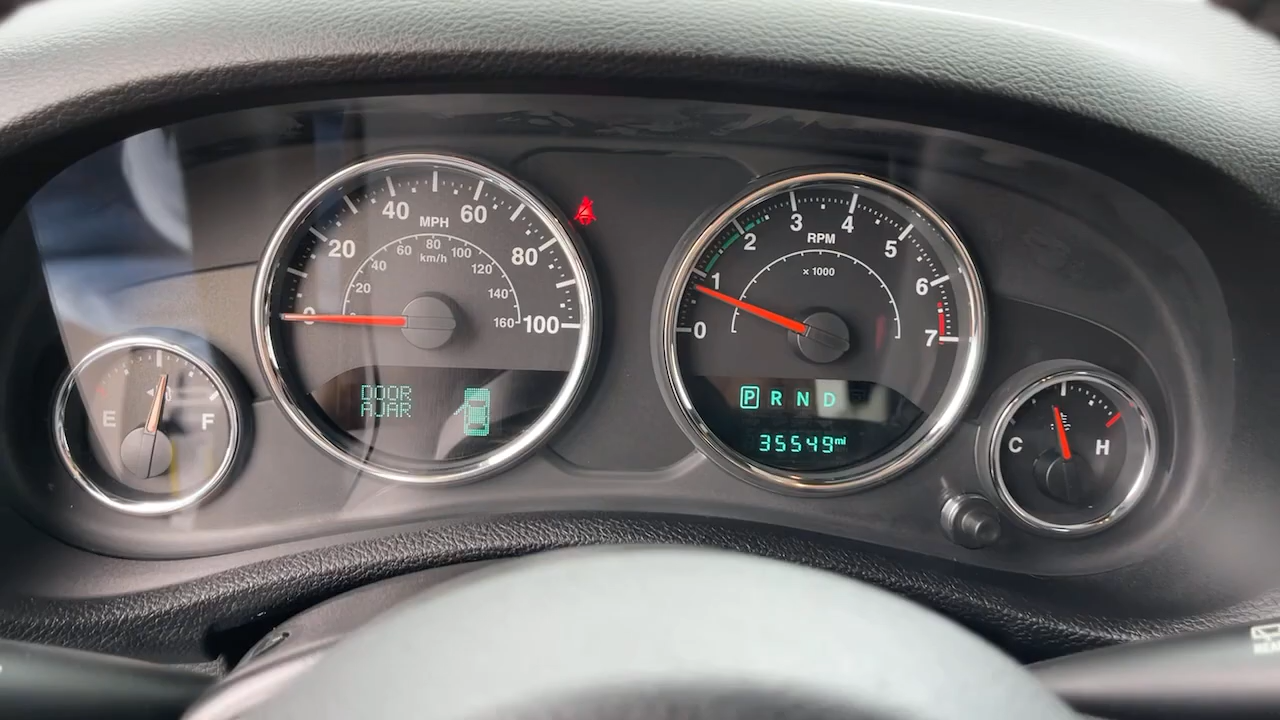 40 MPH 60
20 80
60 80 100
km/h
40 120
20 140
0 160 100
DOOR
AJAR
3 4
2 RPM 5
1 x 1000 6
0 7
P R N D
35549 mi
E F
C H